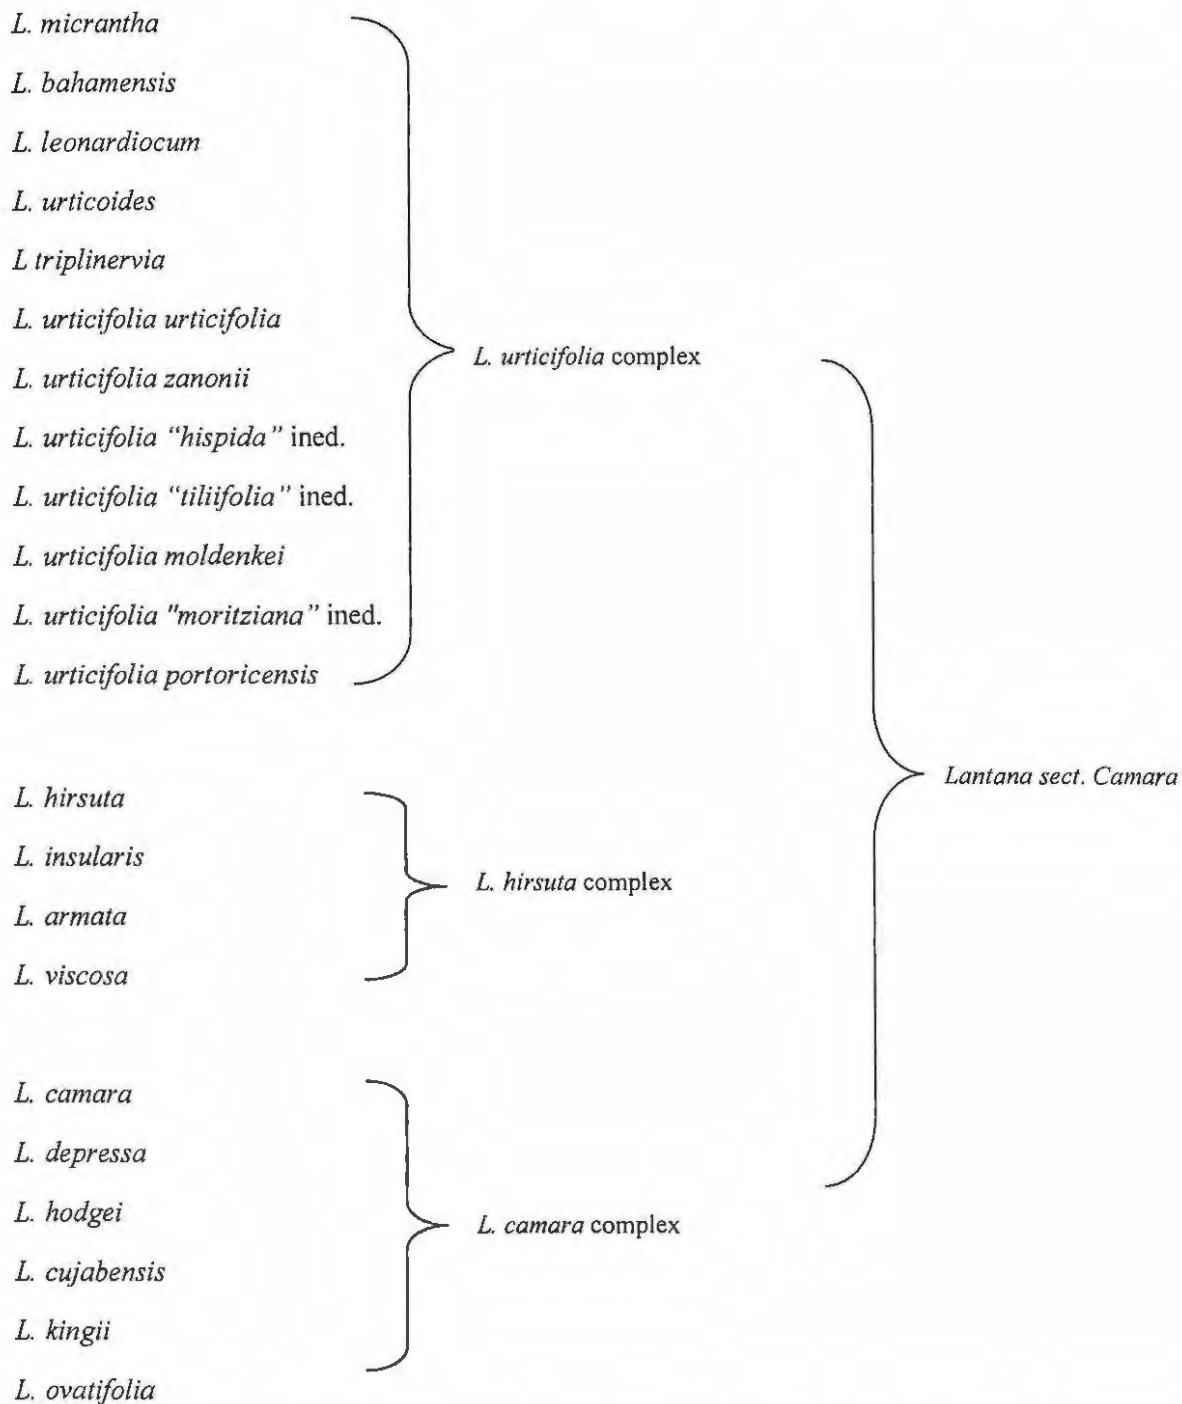 L. micrantha
L. bahamensis
L. leonardiocum
L. urticoides
L triplinervia
L. urticifolia urticifolia
L. urticifolia zanonii
L. urticifolia "hispida" ined.
L. urticifolia "tiliifolia" ined.
L. urticifolia moldenkei
L. urticifolia "moritziana" ined.
L. urticifolia portoricensis
L. urticifolia complex
L. hirsuta
L. insularis
L. armata
L. viscosa
L. hirsuta complex
L. camara
L. depressa
L. hodgei
L. cujabensis
L. kingii
L. ovatifolia
L. camara complex
Lantana sect. Camara